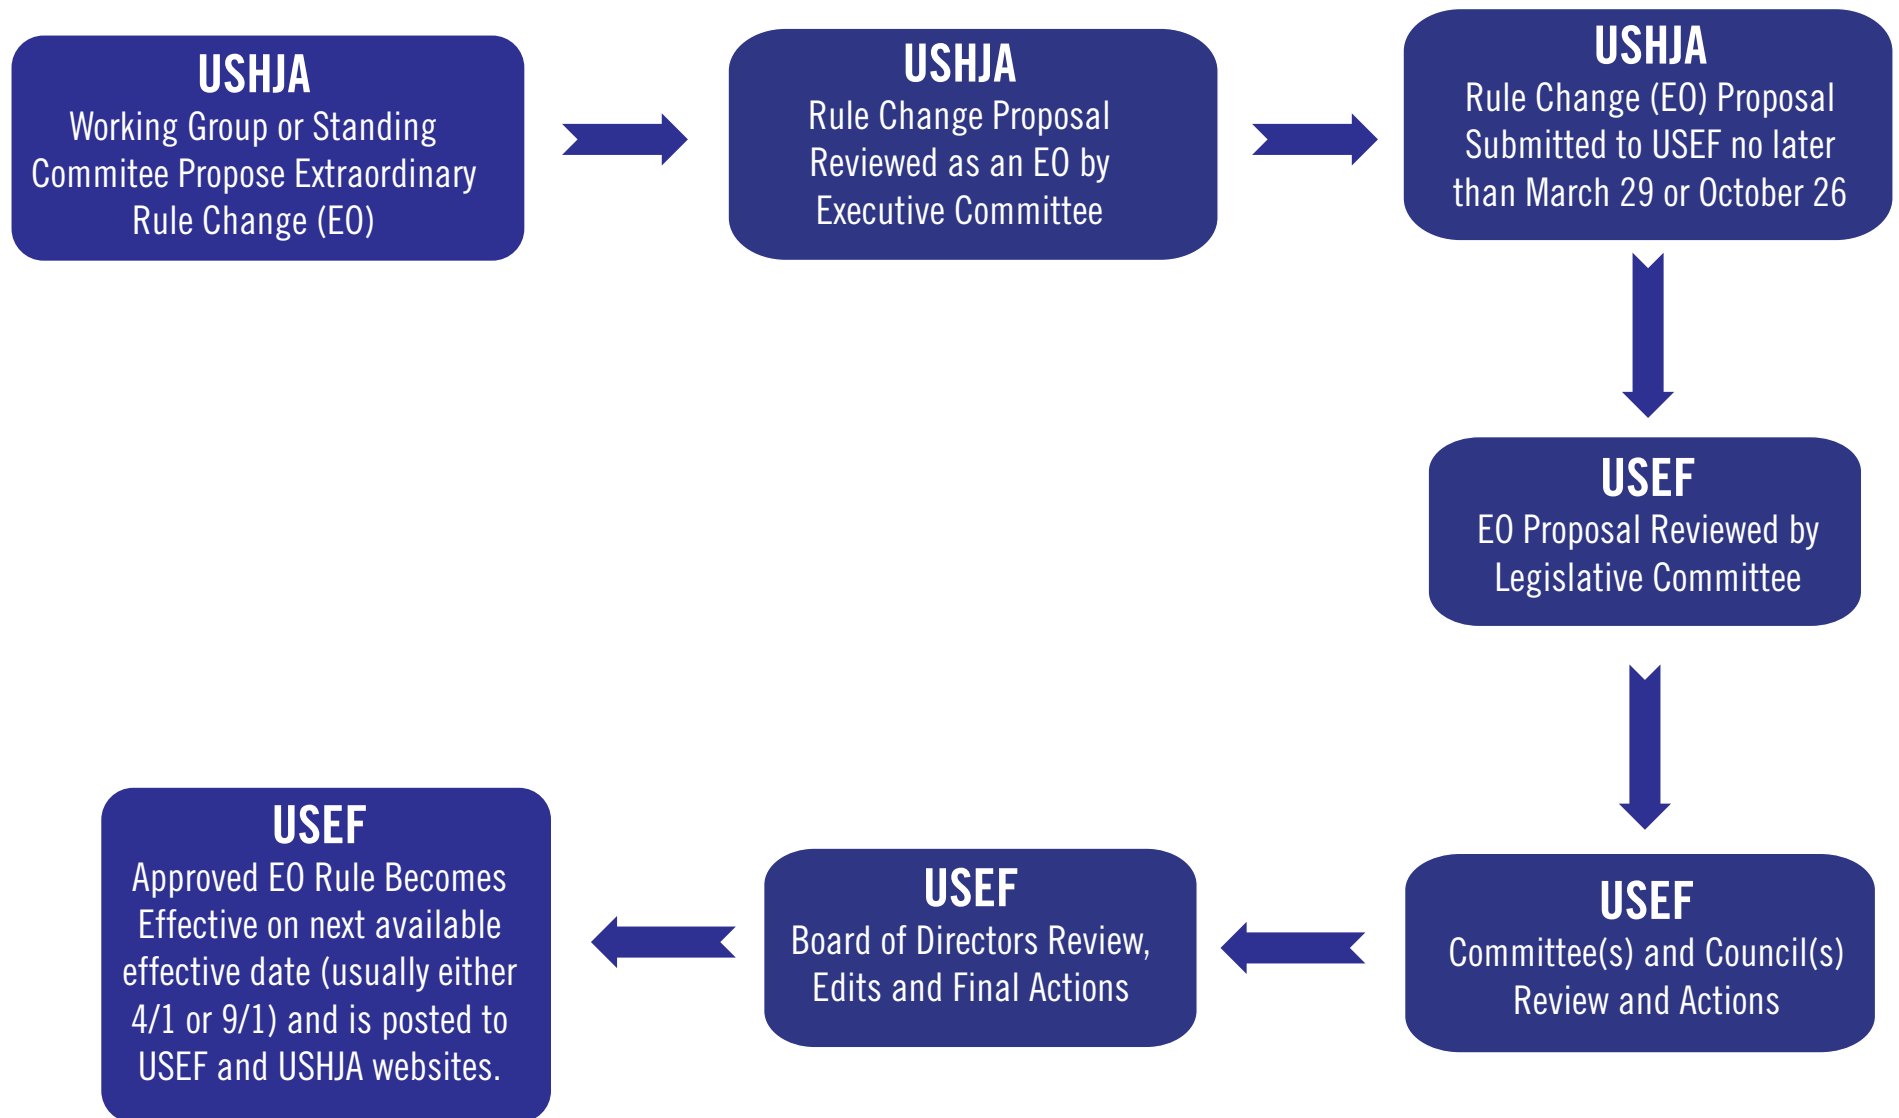 USHJA
Working Group or Standing
Commitee Propose Extraordinary
Rule Change (EO)
USHJA
Rule Change Proposal
Reviewed as an EO by
Executive Committee
USHJA
Rule Change (EO) Proposal
Submitted to USEF no later
than March 29 or October 26
USEF
EO Proposal Reviewed by
Legislative Committee
USEF
Committee(s) and Council(s)
Review and Actions
USEF
Board of Directors Review,
Edits and Final Actions
USEF
Approved EO Rule Becomes
Effective on next available
effective date (usually either
4/1 or 9/1) and is posted to
USEF and USHJA websites.